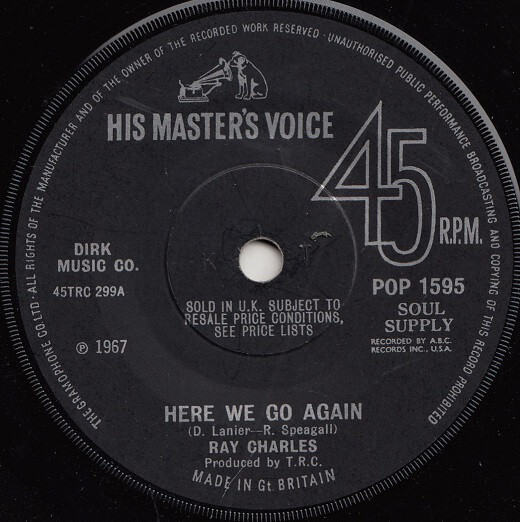 ALL RIGHTS OF THE MANUFACTURER AND OF THE OWNER OF THE RECORDED WORK RESERVED · UNAUTHORISED PUBLIC PERFORMANCE BROADCASTING AND COPYING OF THIS RECORD PROHIBITED
THE GRAMOPHONE CO. LTD.
HIS MASTER'S VOICE
45
R.P.M.
DIRK
MUSIC CO.
45TRC 299A
℗ 1967
SOLD IN U.K. SUBJECT TO
RESALE PRICE CONDITIONS,
SEE PRICE LISTS
POP 1595
SOUL
SUPPLY
RECORDED BY A.B.C.
RECORDS INC., U.S.A.
HERE WE GO AGAIN
(D. Lanier—R. Speagall)
RAY CHARLES
Produced by T.R.C.
MADE IN Gt. BRITAIN